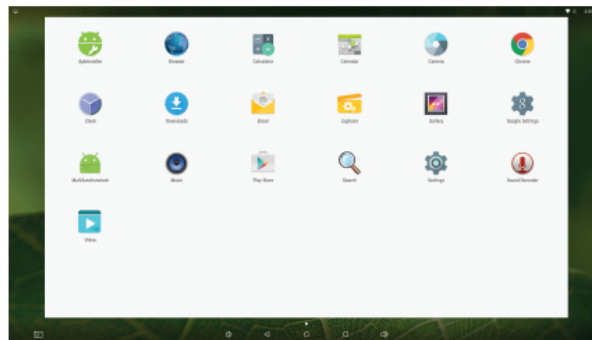 Browser
Calculator
Calendar
Camera
Chrome
Clock
Downloads
Email
Explorer
Gallery
Google Settings
Music
Play Store
Search
Settings
Sound Recorder
Video